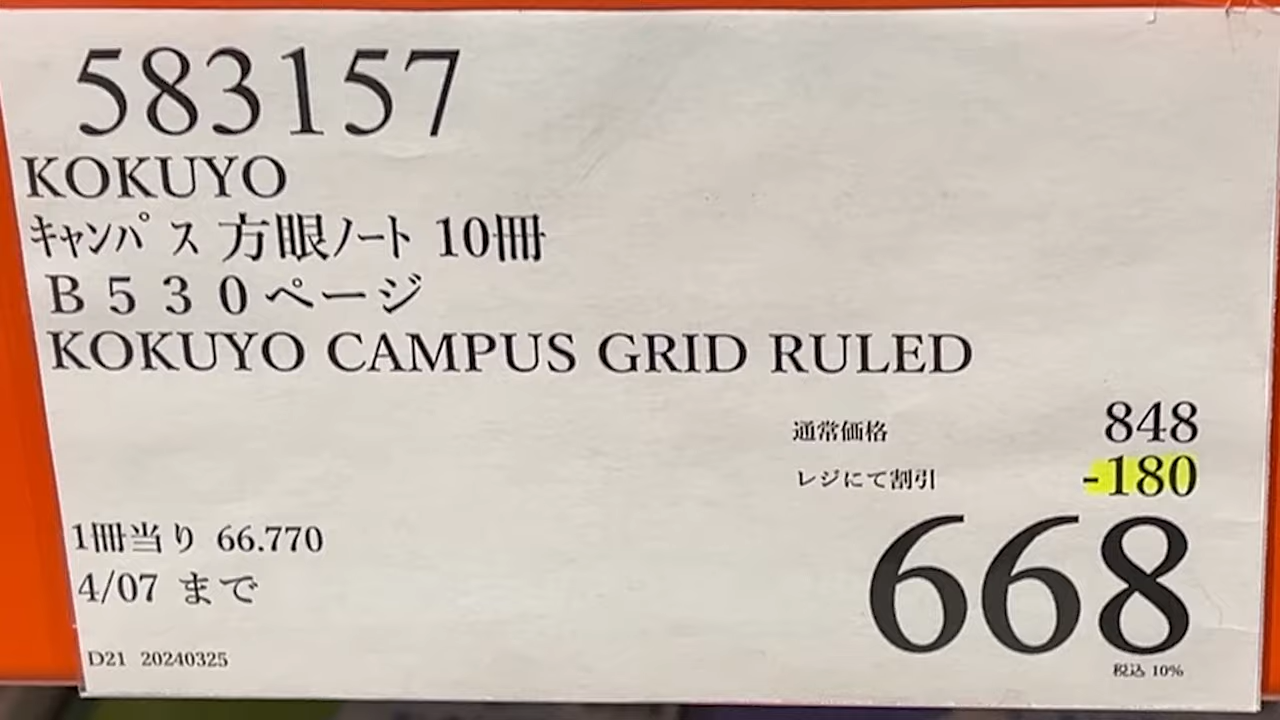 583157
KOKUYO
ｷｬﾝﾊﾟｽ 方眼ﾉｰﾄ 10冊
Ｂ５３０ページ
KOKUYO CAMPUS GRID RULED
通常価格 848
レジにて割引 -180
668
1冊当り 66.770
4/07 まで
税込 10%
D21 20240325